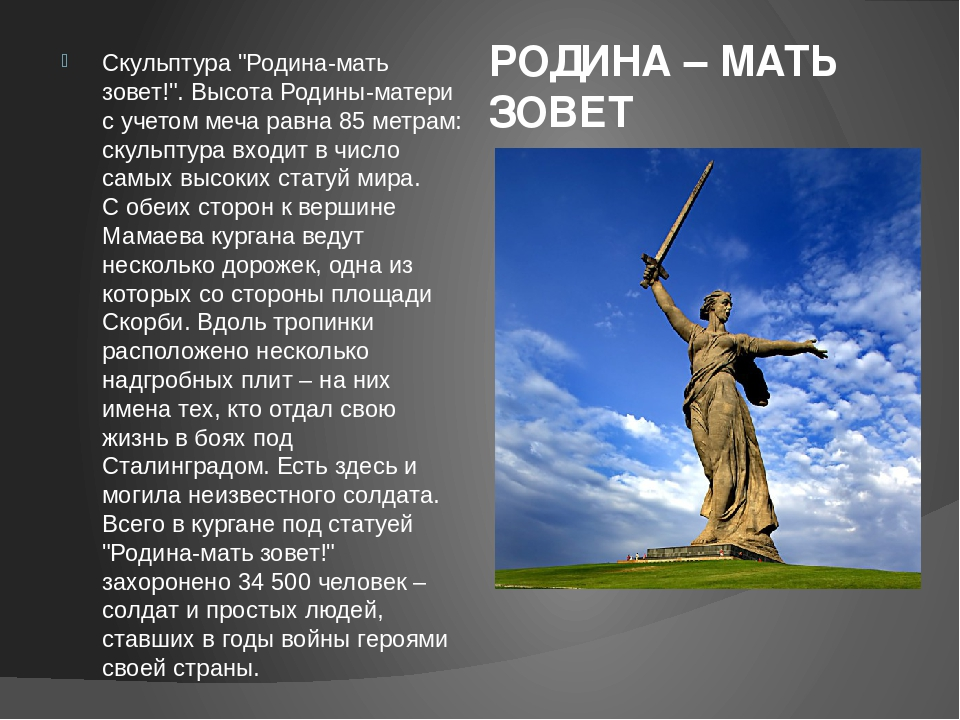 РОДИНА – МАТЬ
ЗОВЕТ
Скульптура "Родина-мать
зовет!". Высота Родины-матери
с учетом меча равна 85 метрам:
скульптура входит в число
самых высоких статуй мира.
С обеих сторон к вершине
Мамаева кургана ведут
несколько дорожек, одна из
которых со стороны площади
Скорби. Вдоль тропинки
расположено несколько
надгробных плит – на них
имена тех, кто отдал свою
жизнь в боях под
Сталинградом. Есть здесь и
могила неизвестного солдата.
Всего в кургане под статуей
"Родина-мать зовет!"
захоронено 34 500 человек –
солдат и простых людей,
ставших в годы войны героями
своей страны.